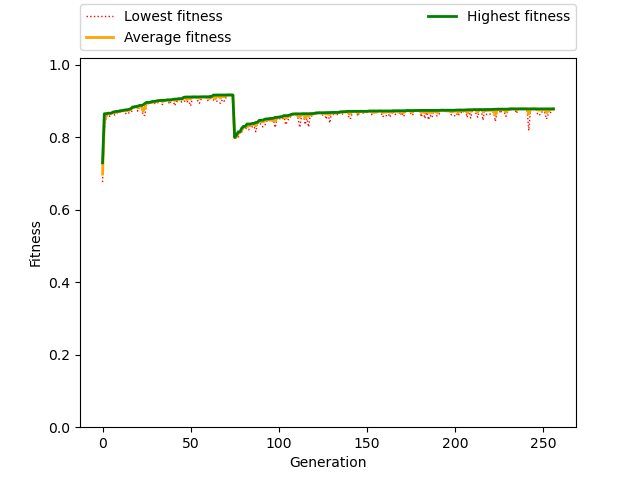 Lowest fitness
Average fitness
Highest fitness
1.0
0.8
0.6
0.4
0.2
0.0
Fitness
0 50 100 150 200 250
Generation